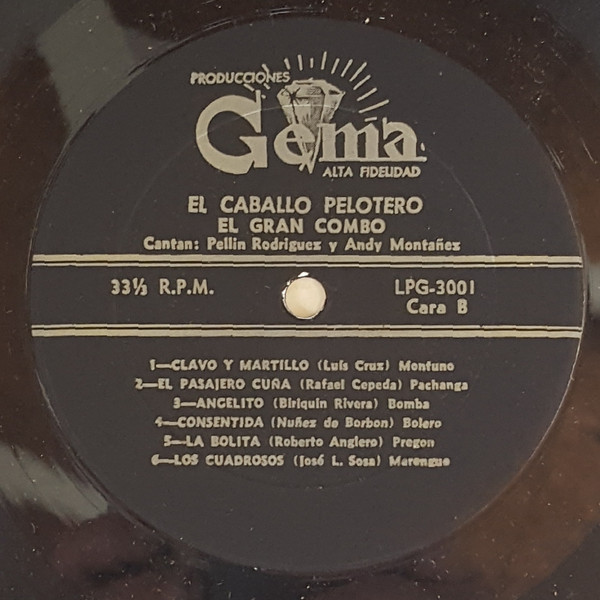 PRODUCCIONES
Gema
ALTA FIDELIDAD
EL CABALLO PELOTERO
EL GRAN COMBO
Cantan: Pellin Rodriguez y Andy Montañez
33⅓ R.P.M.
LPG-3001
Cara B
1—CLAVO Y MARTILLO (Luis Cruz) Montuno
2—EL PASAJERO CUÑA (Rafael Cepeda) Pachanga
3—ANGELITO (Biriquin Rivera) Bomba
4—CONSENTIDA (Nuñez de Borbon) Bolero
5—LA BOLITA (Roberto Anglero) Pregon
6—LOS CUADROSOS (José L. Sosa) Merengue